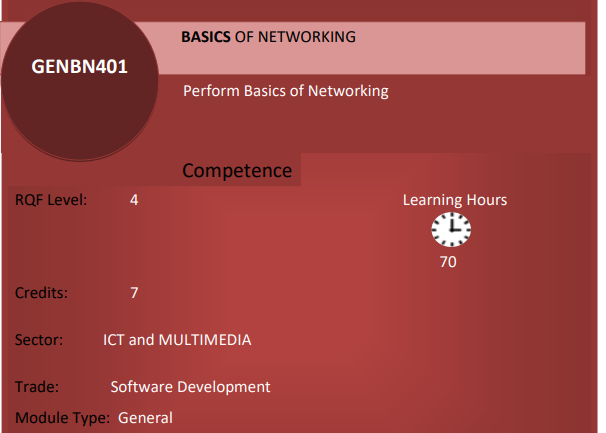 BASICS OF NETWORKING
GENBN401
Perform Basics of Networking
Competence
RQF Level: 4
Learning Hours
70
Credits: 7
Sector: ICT and MULTIMEDIA
Trade: Software Development
Module Type: General